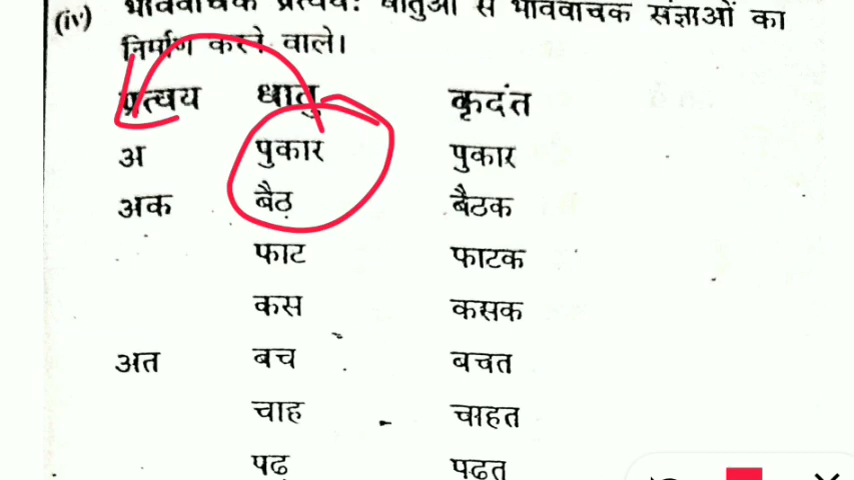 (iv) भाववाचक प्रत्यय: धातुओं से भाववाचक संज्ञाओं का
निर्माण करने वाले।
प्रत्यय धातु कृदंत
अ पुकार पुकार
अक बैठ़ बैठक
फाट फाटक
कस कसक
अत बच बचत
चाह चाहत
पढ़ पढ़त